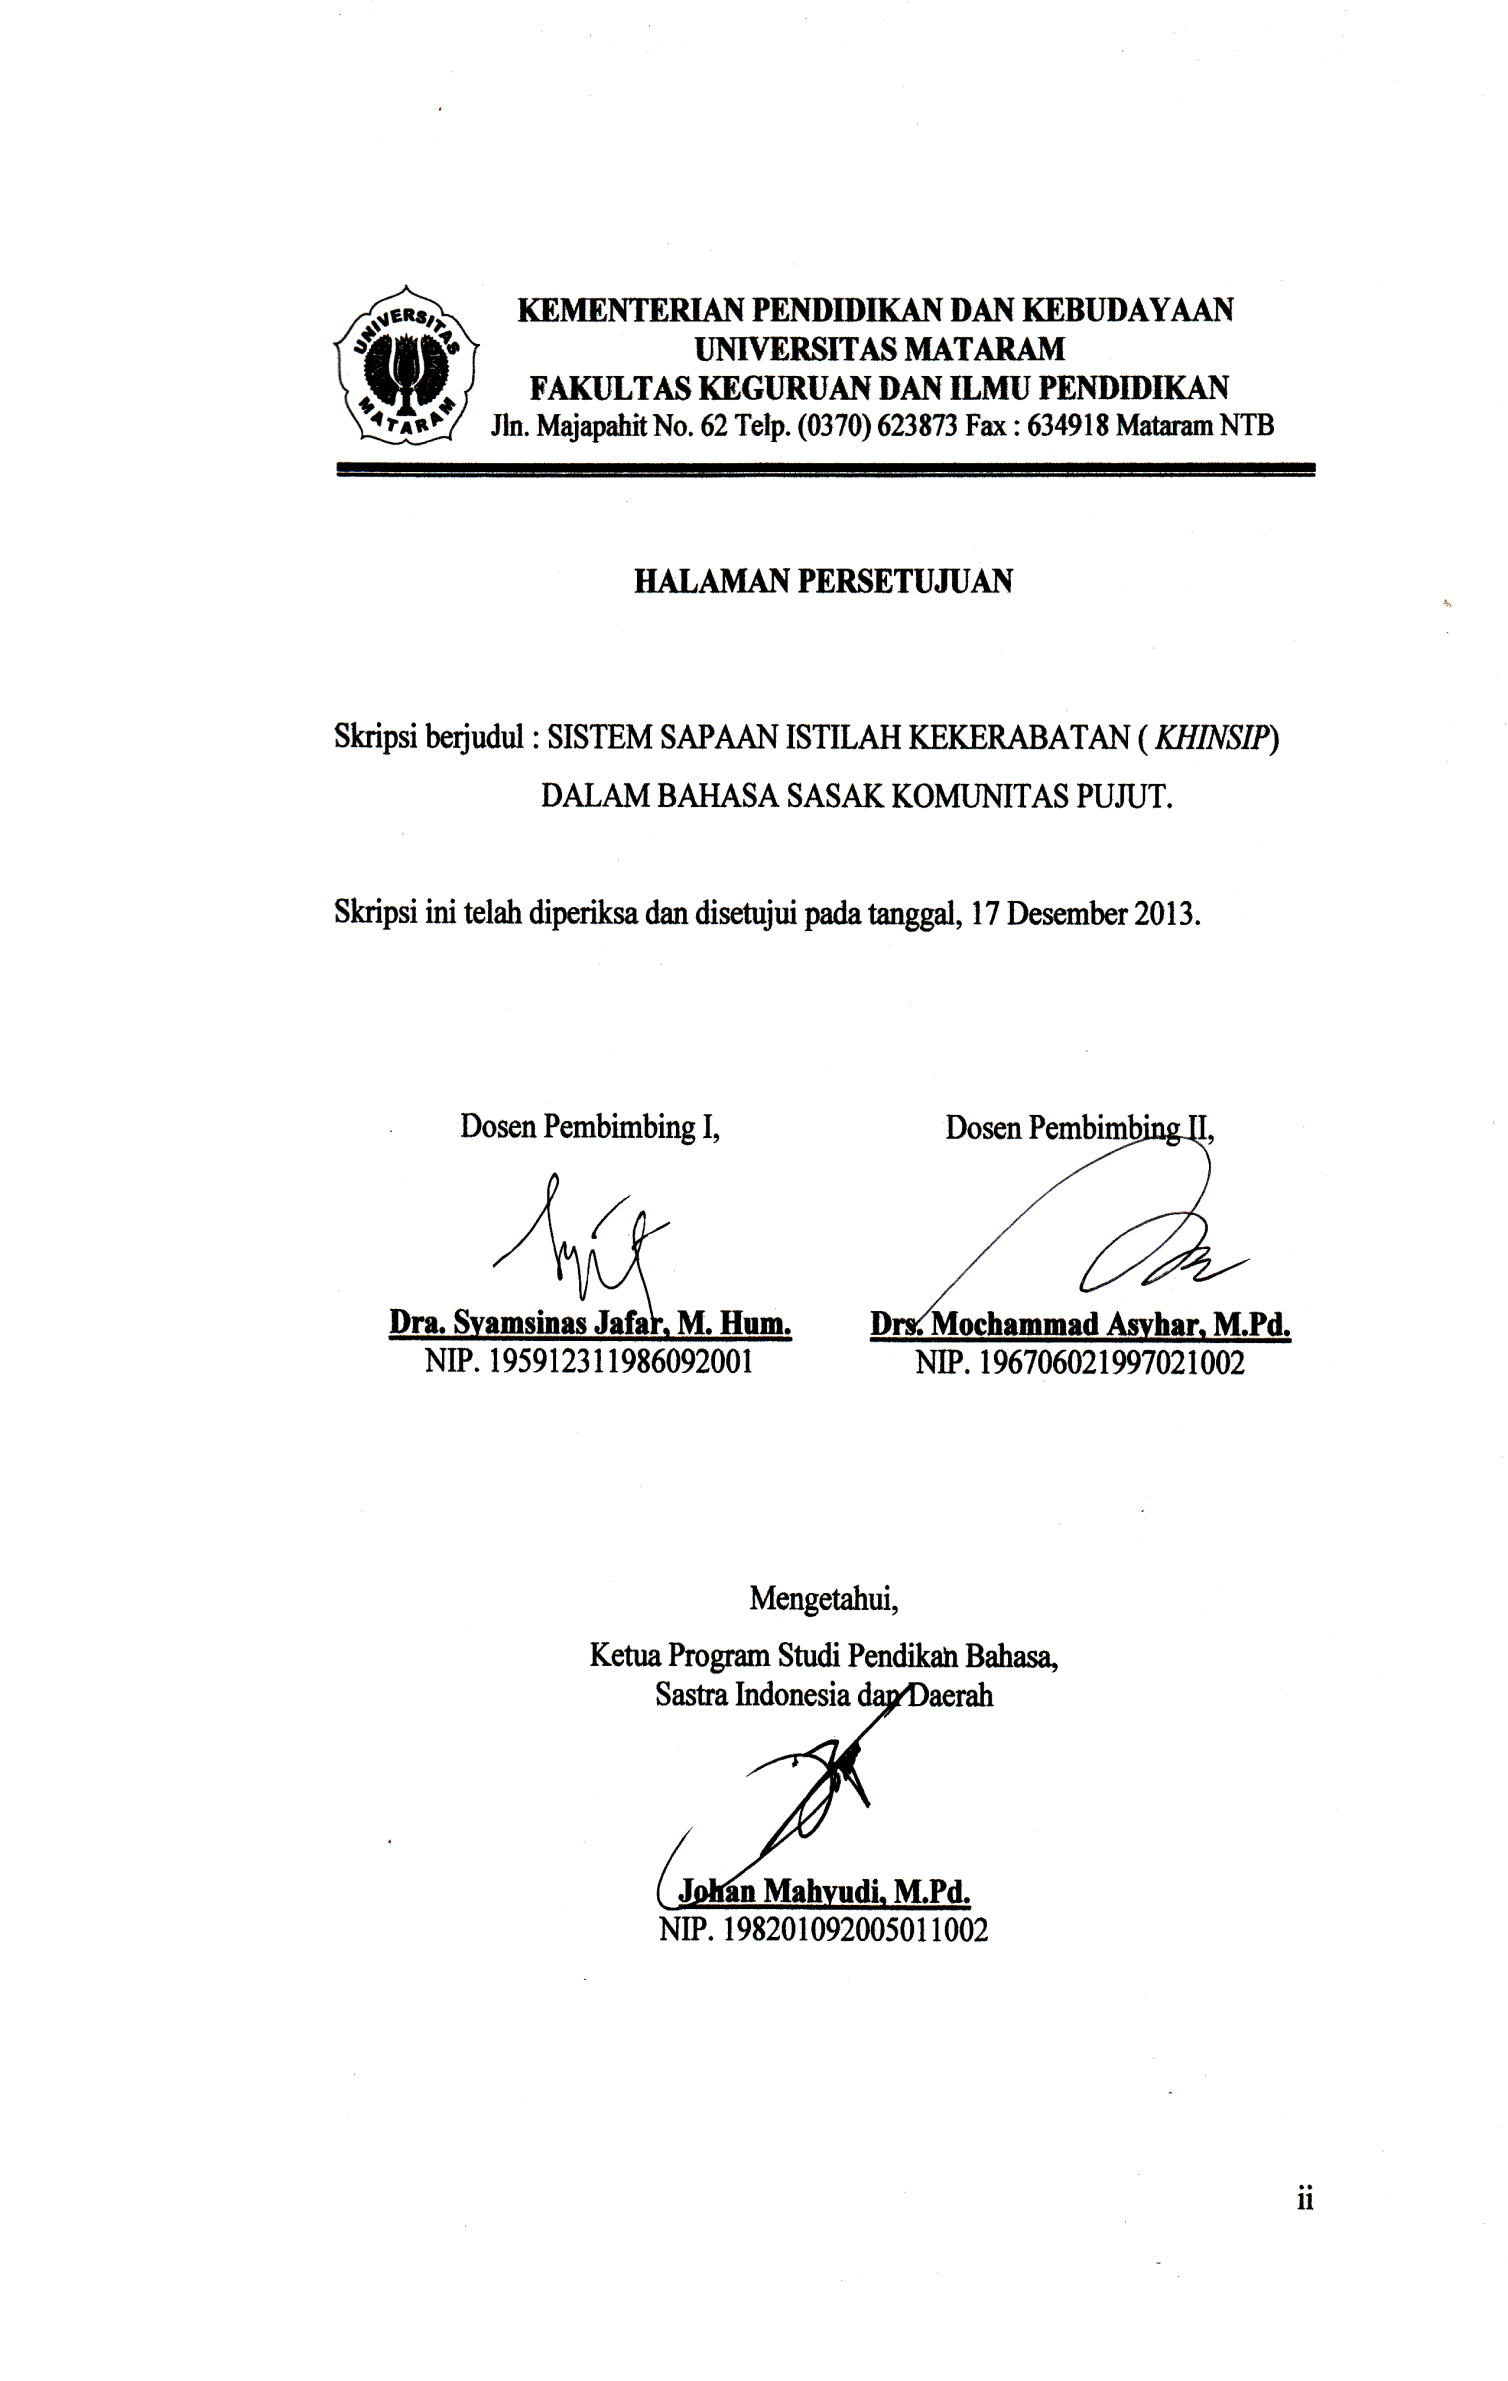 UNIVERSITAS
MATARAM
KEMENTERIAN PENDIDIKAN DAN KEBUDAYAAN
UNIVERSITAS MATARAM
FAKULTAS KEGURUAN DAN ILMU PENDIDIKAN
Jln. Majapahit No. 62 Telp. (0370) 623873 Fax : 634918 Mataram NTB
HALAMAN PERSETUJUAN
Skripsi berjudul : SISTEM SAPAAN ISTILAH KEKERABATAN ( KHINSIP)
DALAM BAHASA SASAK KOMUNITAS PUJUT.
Skripsi ini telah diperiksa dan disetujui pada tanggal, 17 Desember 2013.
Dosen Pembimbing I,
Dra. Syamsinas Jafar, M. Hum.
NIP. 195912311986092001
Dosen Pembimbing II,
Drs. Mochammad Asyhar, M.Pd.
NIP. 196706021997021002
Mengetahui,
Ketua Program Studi Pendikan Bahasa,
Sastra Indonesia dan Daerah
Johan Mahyudi, M.Pd.
NIP. 198201092005011002
ii